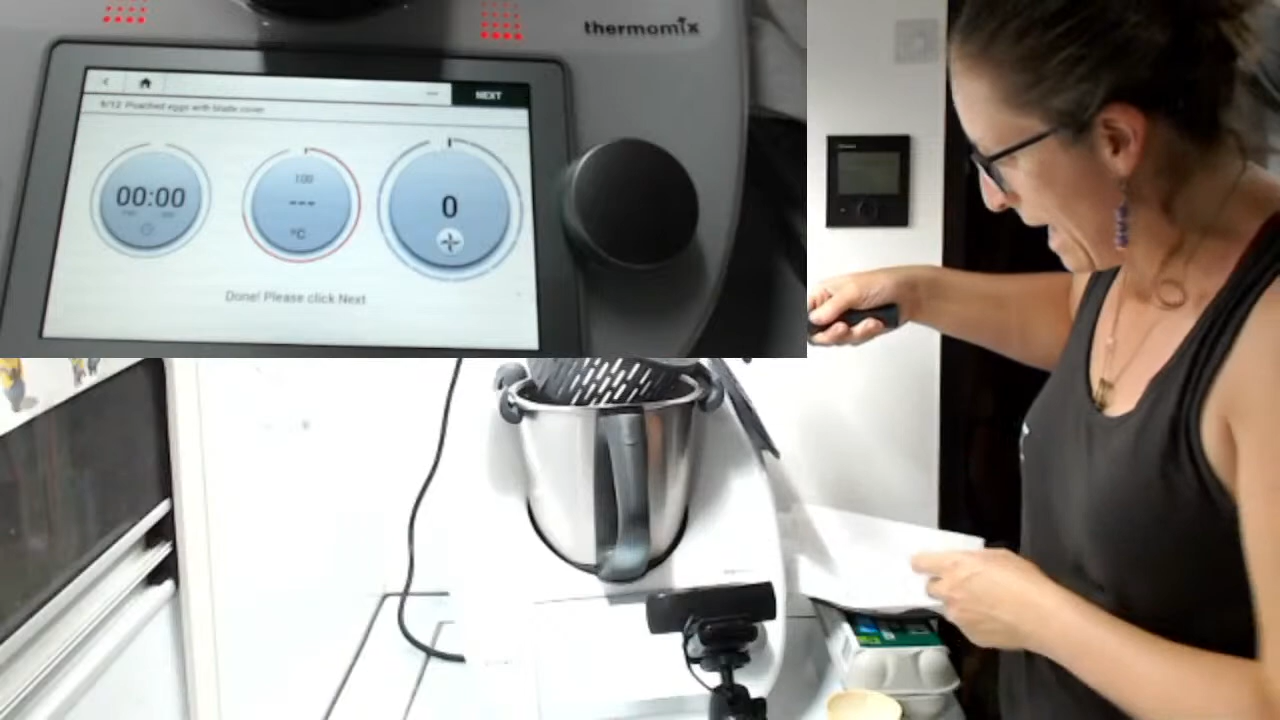 thermomix
NEXT
9/12 Poached eggs with blade cover
00:00
100
---
°C
0
Done! Please click Next